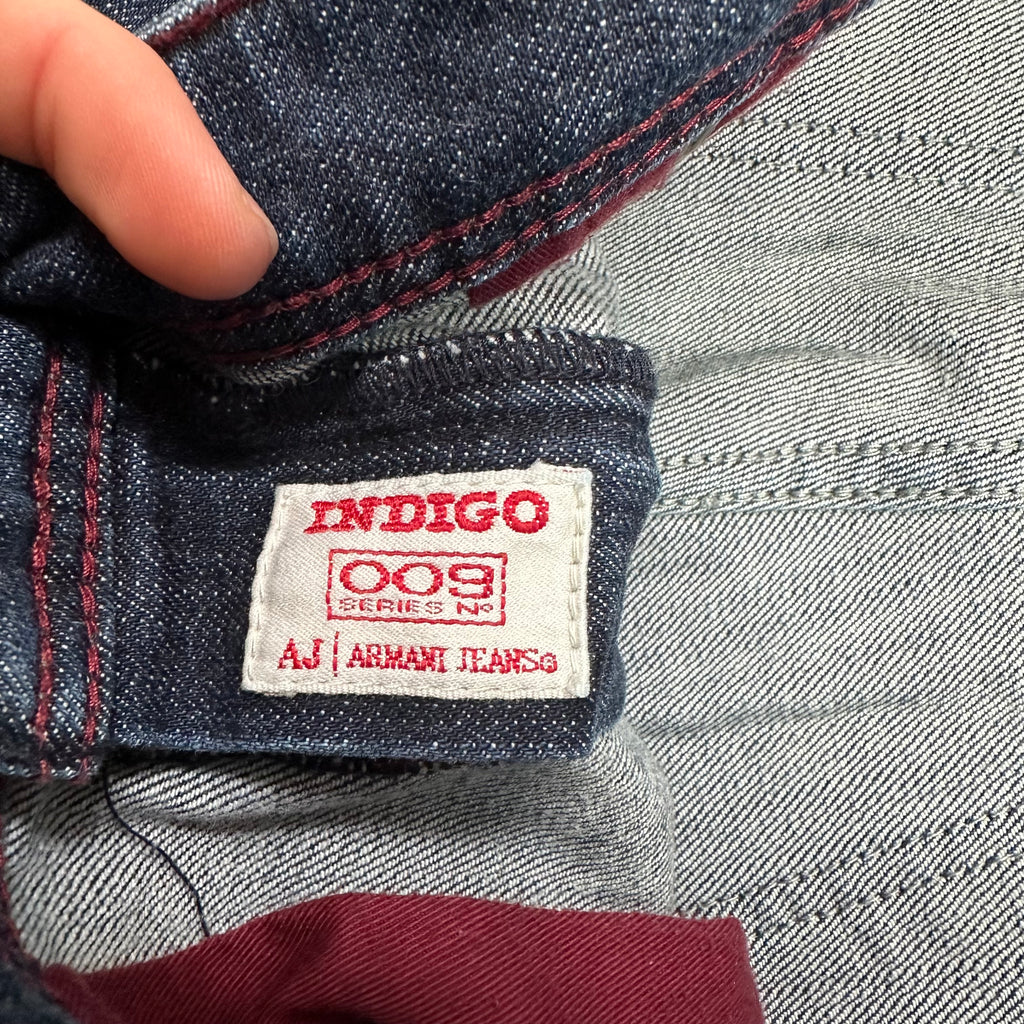 INDIGO
009
SERIES Nº
AJ | ARMANI JEANS®